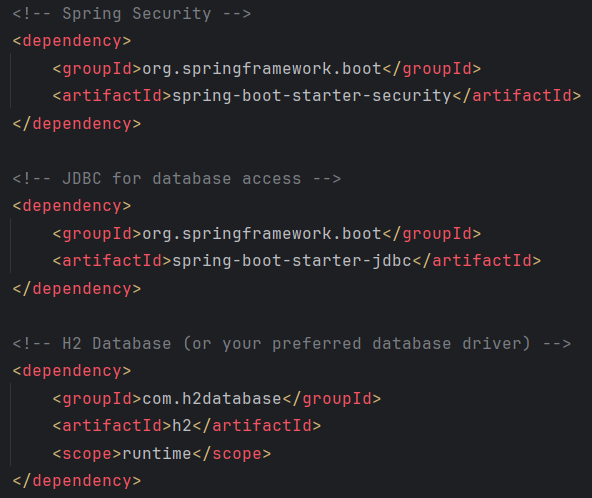 <!-- Spring Security -->
<dependency>
    <groupId>org.springframework.boot</groupId>
    <artifactId>spring-boot-starter-security</artifactId>
</dependency>

<!-- JDBC for database access -->
<dependency>
    <groupId>org.springframework.boot</groupId>
    <artifactId>spring-boot-starter-jdbc</artifactId>
</dependency>

<!-- H2 Database (or your preferred database driver) -->
<dependency>
    <groupId>com.h2database</groupId>
    <artifactId>h2</artifactId>
    <scope>runtime</scope>
</dependency>